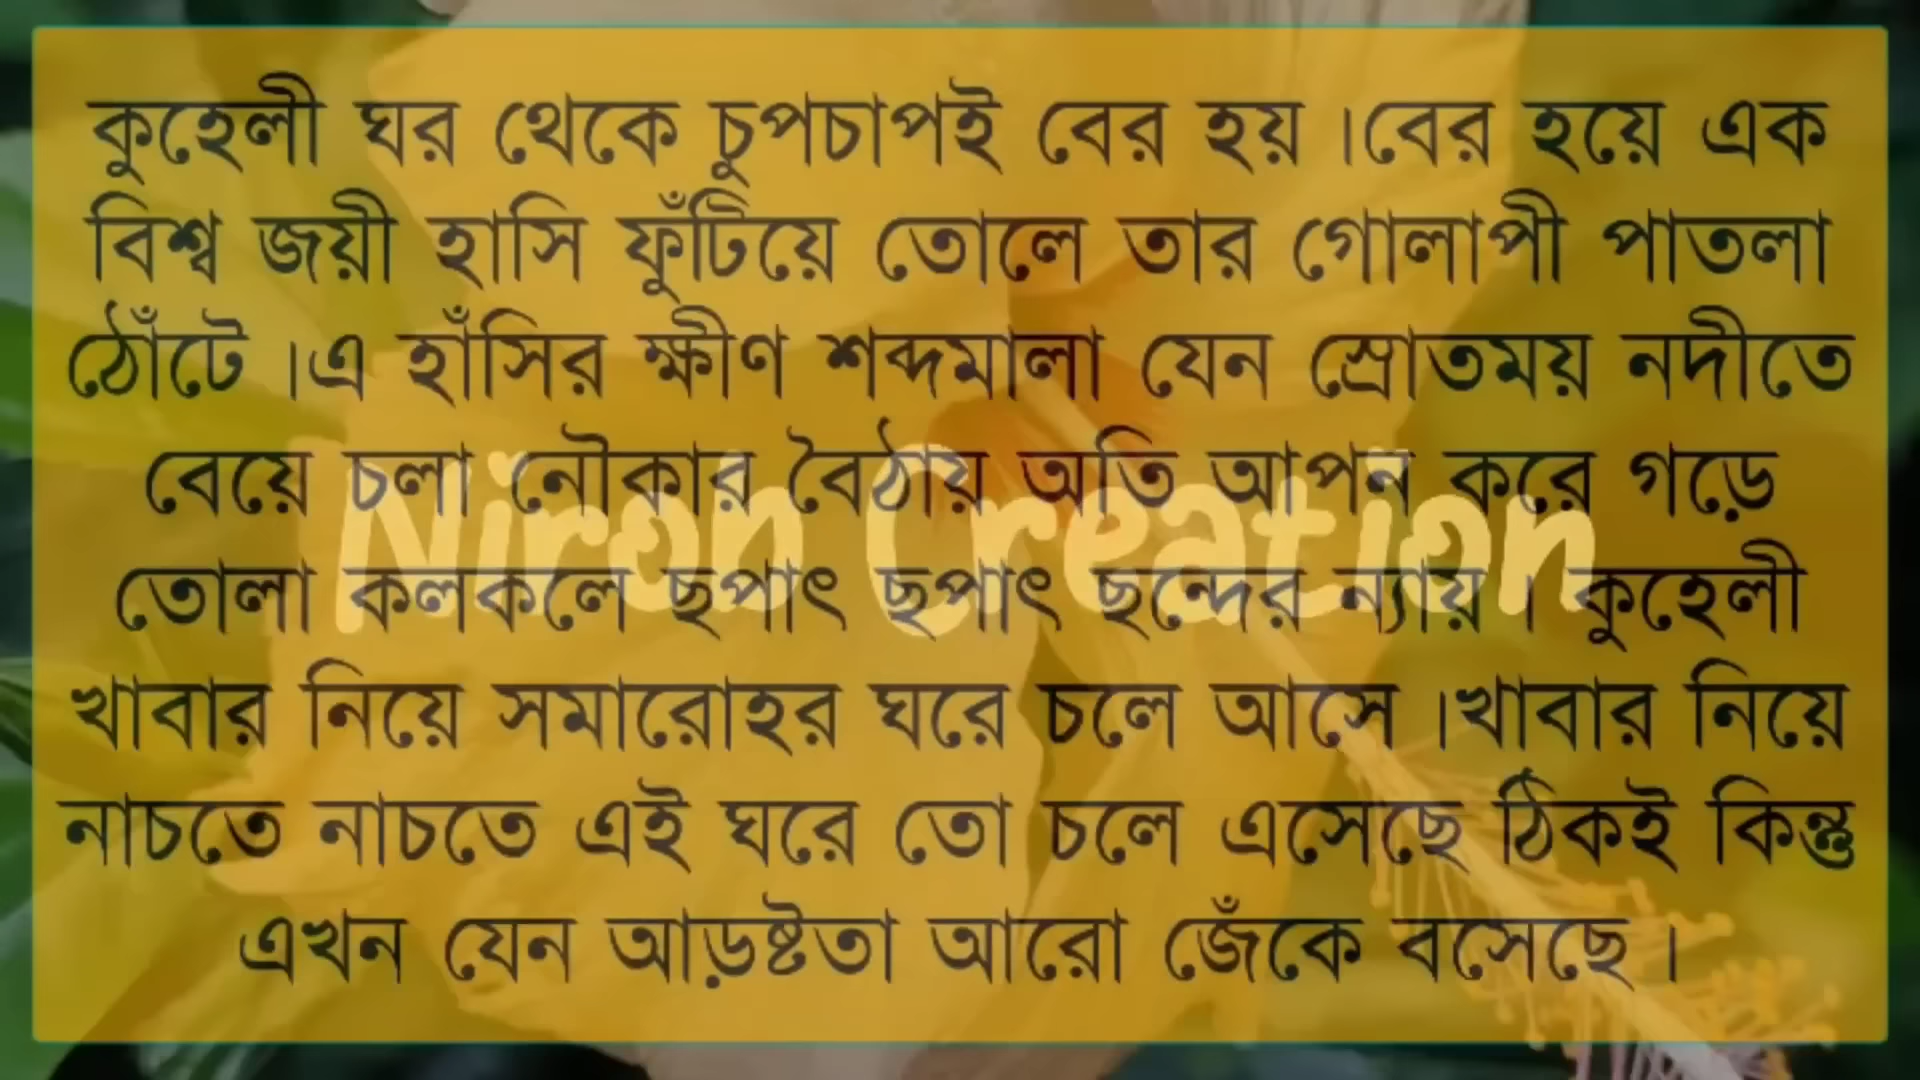 কুহেলী ঘর থেকে চুপচাপই বের হয় ।বের হয়ে এক
বিশ্ব জয়ী হাসি ফুঁটিয়ে তোলে তার গোলাপী পাতলা
ঠোঁটে ।এ হাঁসির ক্ষীণ শব্দমালা যেন স্রোতময় নদীতে
বেয়ে চলা নৌকার বৈঠায় অতি আপন করে গড়ে
Nirob Creation
তোলা কলকলে ছপাৎ ছপাৎ ছন্দের ন্যায় । কুহেলী
খাবার নিয়ে সমারোহর ঘরে চলে আসে ।খাবার নিয়ে
নাচতে নাচতে এই ঘরে তো চলে এসেছে ঠিকই কিন্তু
এখন যেন আড়ষ্টতা আরো জেঁকে বসেছে ।